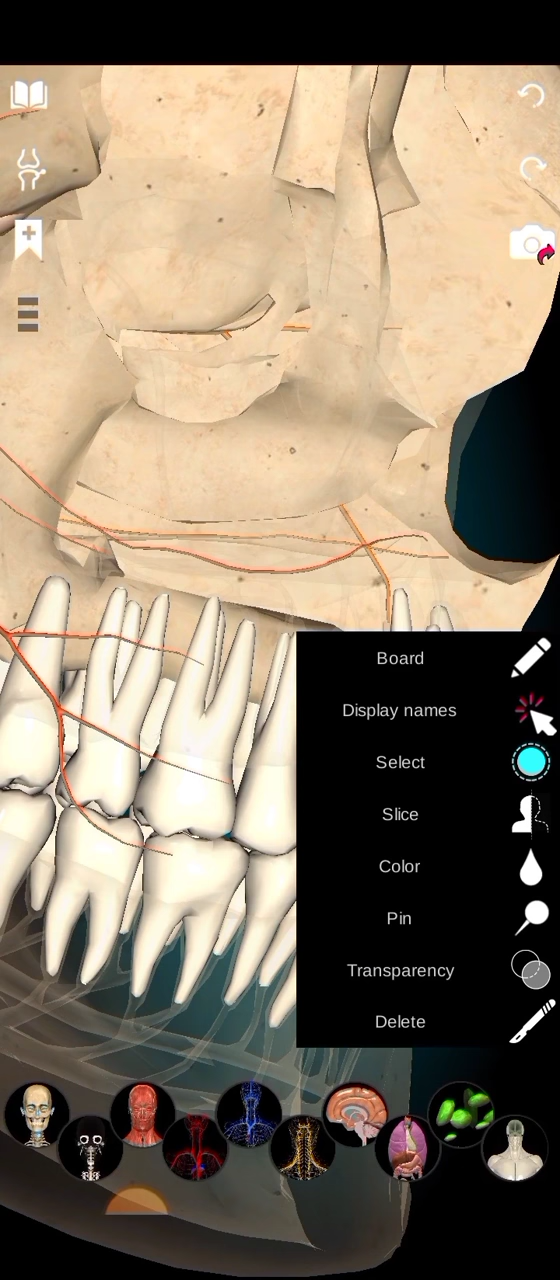 Board
Display names
Select
Slice
Color
Pin
Transparency
Delete